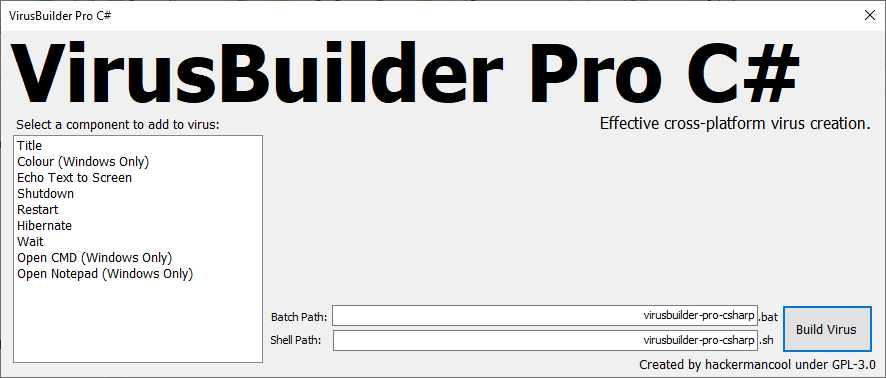 VirusBuilder Pro C#
VirusBuilder Pro C#
Effective cross-platform virus creation.
Select a component to add to virus:
Title
Colour (Windows Only)
Echo Text to Screen
Shutdown
Restart
Hibernate
Wait
Open CMD (Windows Only)
Open Notepad (Windows Only)
Batch Path: virusbuilder-pro-csharp .bat
Shell Path: virusbuilder-pro-csharp .sh
Build Virus
Created by hackermancool under GPL-3.0